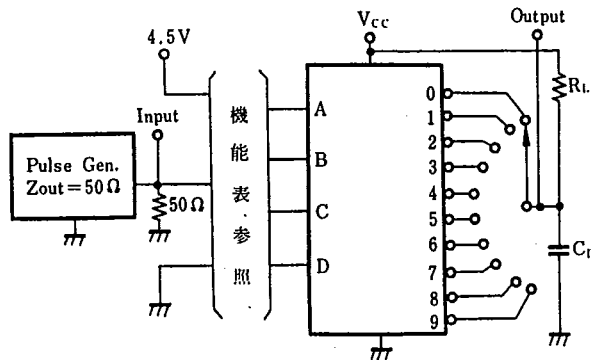 Vcc
Output
4.5V
Input
Pulse Gen.
Zout=50Ω
50Ω
機能表参照
A
B
C
D
0
1
2
3
4
5
6
7
8
9
RL